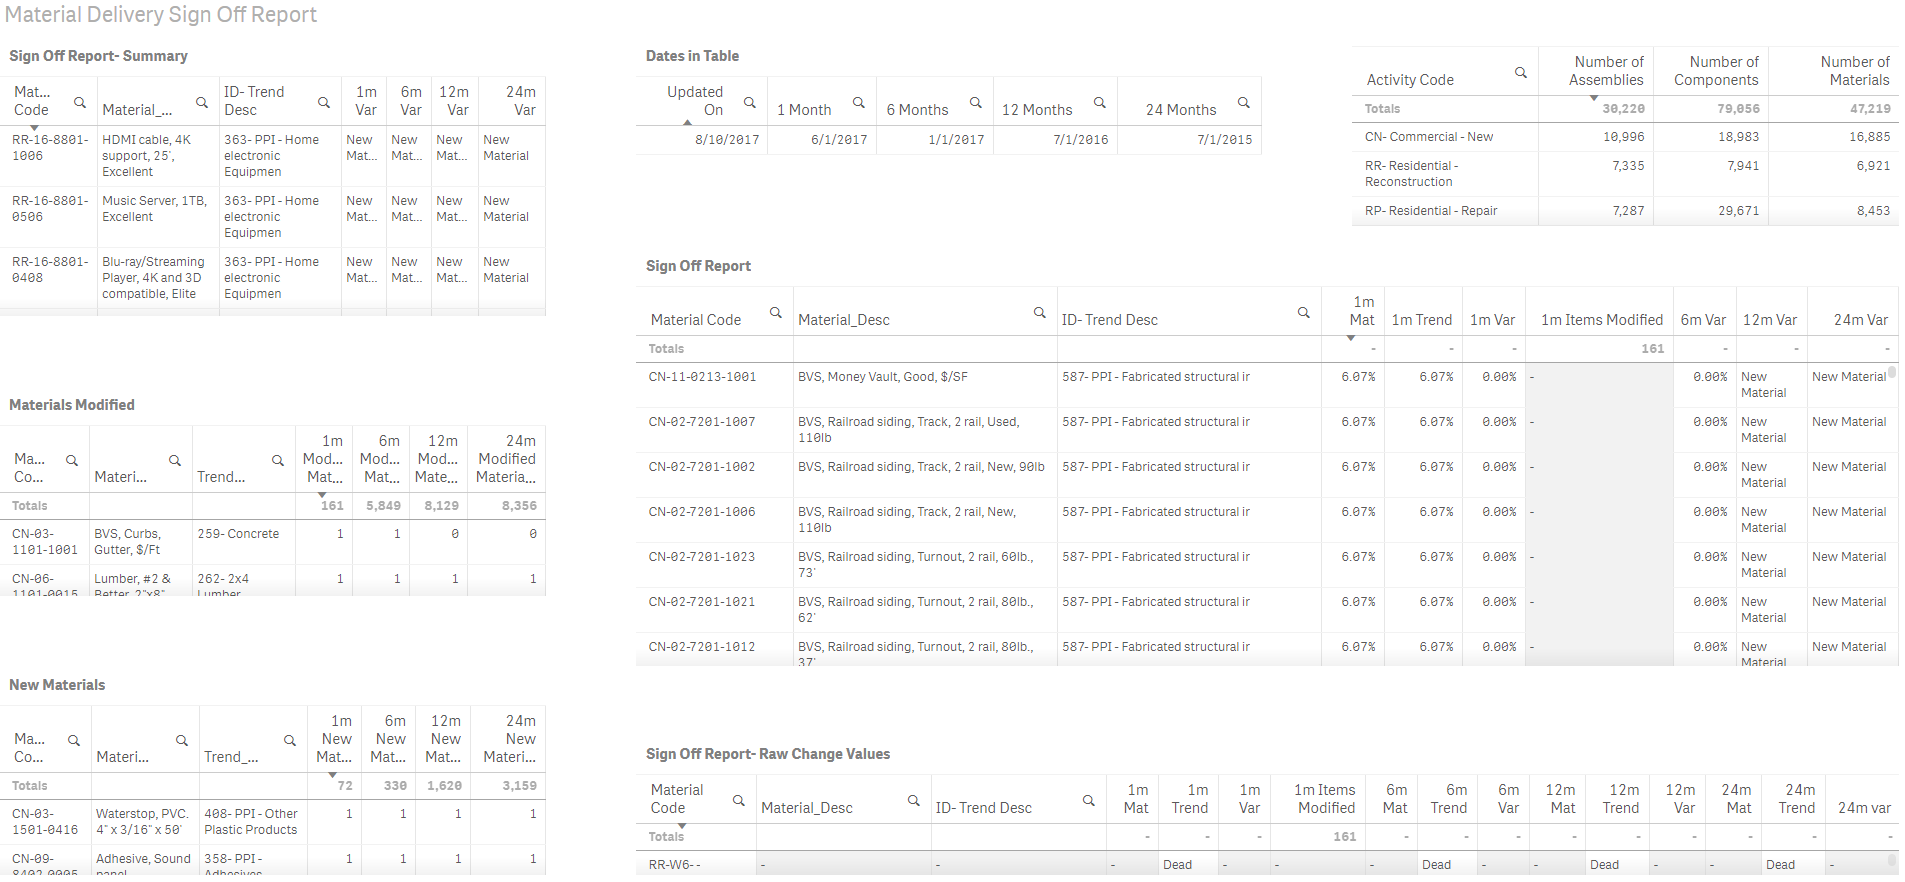 Material Delivery Sign Off Report
Sign Off Report- Summary
Mat... Code Material_... ID- Trend Desc 1m Var 6m Var 12m Var 24m Var
RR-16-8801-1006 HDMI cable, 4K support, 25', Excellent 363- PPI - Home electronic Equipmen New Mat... New Mat... New Mat... New Material
RR-16-8801-0506 Music Server, 1TB, Excellent 363- PPI - Home electronic Equipmen New Mat... New Mat... New Mat... New Material
RR-16-8801-0408 Blu-ray/Streaming Player, 4K and 3D compatible, Elite 363- PPI - Home electronic Equipmen New Mat... New Mat... New Mat... New Material
Dates in Table
Updated On 1 Month 6 Months 12 Months 24 Months
8/10/2017 6/1/2017 1/1/2017 7/1/2016 7/1/2015
Activity Code Number of Assemblies Number of Components Number of Materials
Totals 30,220 79,056 47,219
CN- Commercial - New 10,996 18,983 16,885
RR- Residential - Reconstruction 7,335 7,941 6,921
RP- Residential - Repair 7,287 29,671 8,453
Materials Modified
Ma... Co... Materi... Trend... 1m Mod... Mat... 6m Mod... Mat... 12m Mod... Mate... 24m Modified Materia...
Totals 161 5,849 8,129 8,356
CN-03-1101-1001 BVS, Curbs, Gutter, $/Ft 259- Concrete 1 1 0 0
CN-06-1101-0015 Lumber, #2 & Better, 2"x8" 262- 2x4 Lumber 1 1 1 1
New Materials
Ma... Co... Materi... Trend_... 1m New Mat... 6m New Mat... 12m New Mat... 24m New Materi...
Totals 72 330 1,620 3,159
CN-03-1501-0416 Waterstop, PVC. 4" x 3/16" x 50' 408- PPI - Other Plastic Products 1 1 1 1
CN-09-8402-0005 Adhesive, Sound panel 358- PPI - Adhesives 1 1 1 1
Sign Off Report
Material Code Material_Desc ID- Trend Desc 1m Mat 1m Trend 1m Var 1m Items Modified 6m Var 12m Var 24m Var
Totals - - - 161 - - -
CN-11-0213-1001 BVS, Money Vault, Good, $/SF 587- PPI - Fabricated structural ir 6.07% 6.07% 0.00% - 0.00% New Material New Material
CN-02-7201-1007 BVS, Railroad siding, Track, 2 rail, Used, 110lb 587- PPI - Fabricated structural ir 6.07% 6.07% 0.00% - 0.00% New Material New Material
CN-02-7201-1002 BVS, Railroad siding, Track, 2 rail, New, 90lb 587- PPI - Fabricated structural ir 6.07% 6.07% 0.00% - 0.00% New Material New Material
CN-02-7201-1006 BVS, Railroad siding, Track, 2 rail, New, 110lb 587- PPI - Fabricated structural ir 6.07% 6.07% 0.00% - 0.00% New Material New Material
CN-02-7201-1023 BVS, Railroad siding, Turnout, 2 rail, 60lb., 73' 587- PPI - Fabricated structural ir 6.07% 6.07% 0.00% - 0.00% New Material New Material
CN-02-7201-1021 BVS, Railroad siding, Turnout, 2 rail, 80lb., 62' 587- PPI - Fabricated structural ir 6.07% 6.07% 0.00% - 0.00% New Material New Material
CN-02-7201-1012 BVS, Railroad siding, Turnout, 2 rail, 80lb., 37' 587- PPI - Fabricated structural ir 6.07% 6.07% 0.00% - 0.00% New Material New Material
Sign Off Report- Raw Change Values
Material Code Material_Desc ID- Trend Desc 1m Mat 1m Trend 1m Var 1m Items Modified 6m Mat 6m Trend 6m Var 12m Mat 12m Trend 12m Var 24m Mat 24m Trend 24m var
Totals - - - 161 - - - - - - - - -
RR-W6-- - - - Dead - - - Dead - - Dead - - Dead -